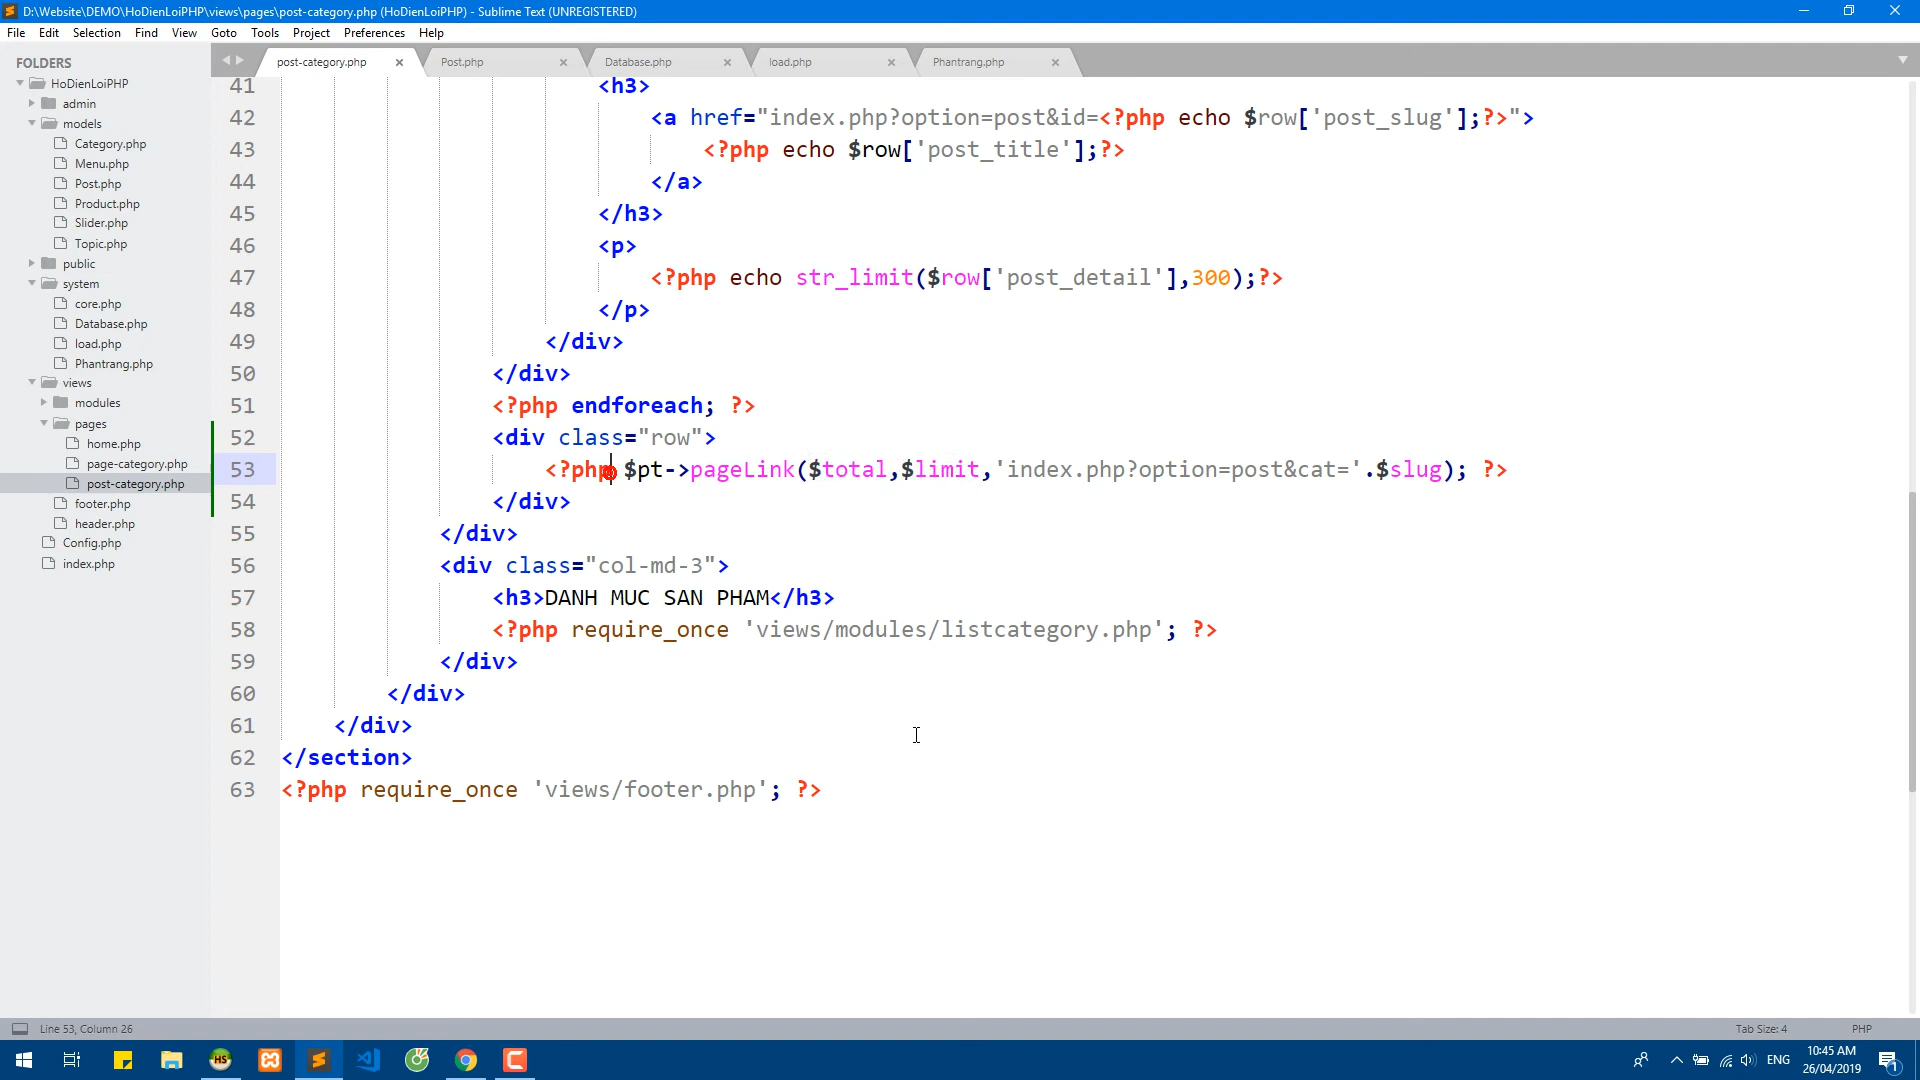 D:\Website\DEMO\HoDienLoiPHP\views\pages\post-category.php (HoDienLoiPHP) - Sublime Text (UNREGISTERED)
File Edit Selection Find View Goto Tools Project Preferences Help
FOLDERS
HoDienLoiPHP
admin
models
Category.php
Menu.php
Post.php
Product.php
Slider.php
Topic.php
public
system
core.php
Database.php
load.php
Phantrang.php
views
modules
pages
home.php
page-category.php
post-category.php
footer.php
header.php
Config.php
index.php
post-category.php Post.php Database.php load.php Phantrang.php
41 <h3>
42 <a href="index.php?option=post&id=<?php echo $row['post_slug'];?>">
43 <?php echo $row['post_title'];?>
44 </a>
45 </h3>
46 <p>
47 <?php echo str_limit($row['post_detail'],300);?>
48 </p>
49 </div>
50 </div>
51 <?php endforeach; ?>
52 <div class="row">
53 <?php $pt->pageLink($total,$limit,'index.php?option=post&cat='.$slug); ?>
54 </div>
55 </div>
56 <div class="col-md-3">
57 <h3>DANH MUC SAN PHAM</h3>
58 <?php require_once 'views/modules/listcategory.php'; ?>
59 </div>
60 </div>
61 </div>
62 </section>
63 <?php require_once 'views/footer.php'; ?>
Line 53, Column 26
Tab Size: 4
PHP
HS
ENG
10:45 AM
26/04/2019
1